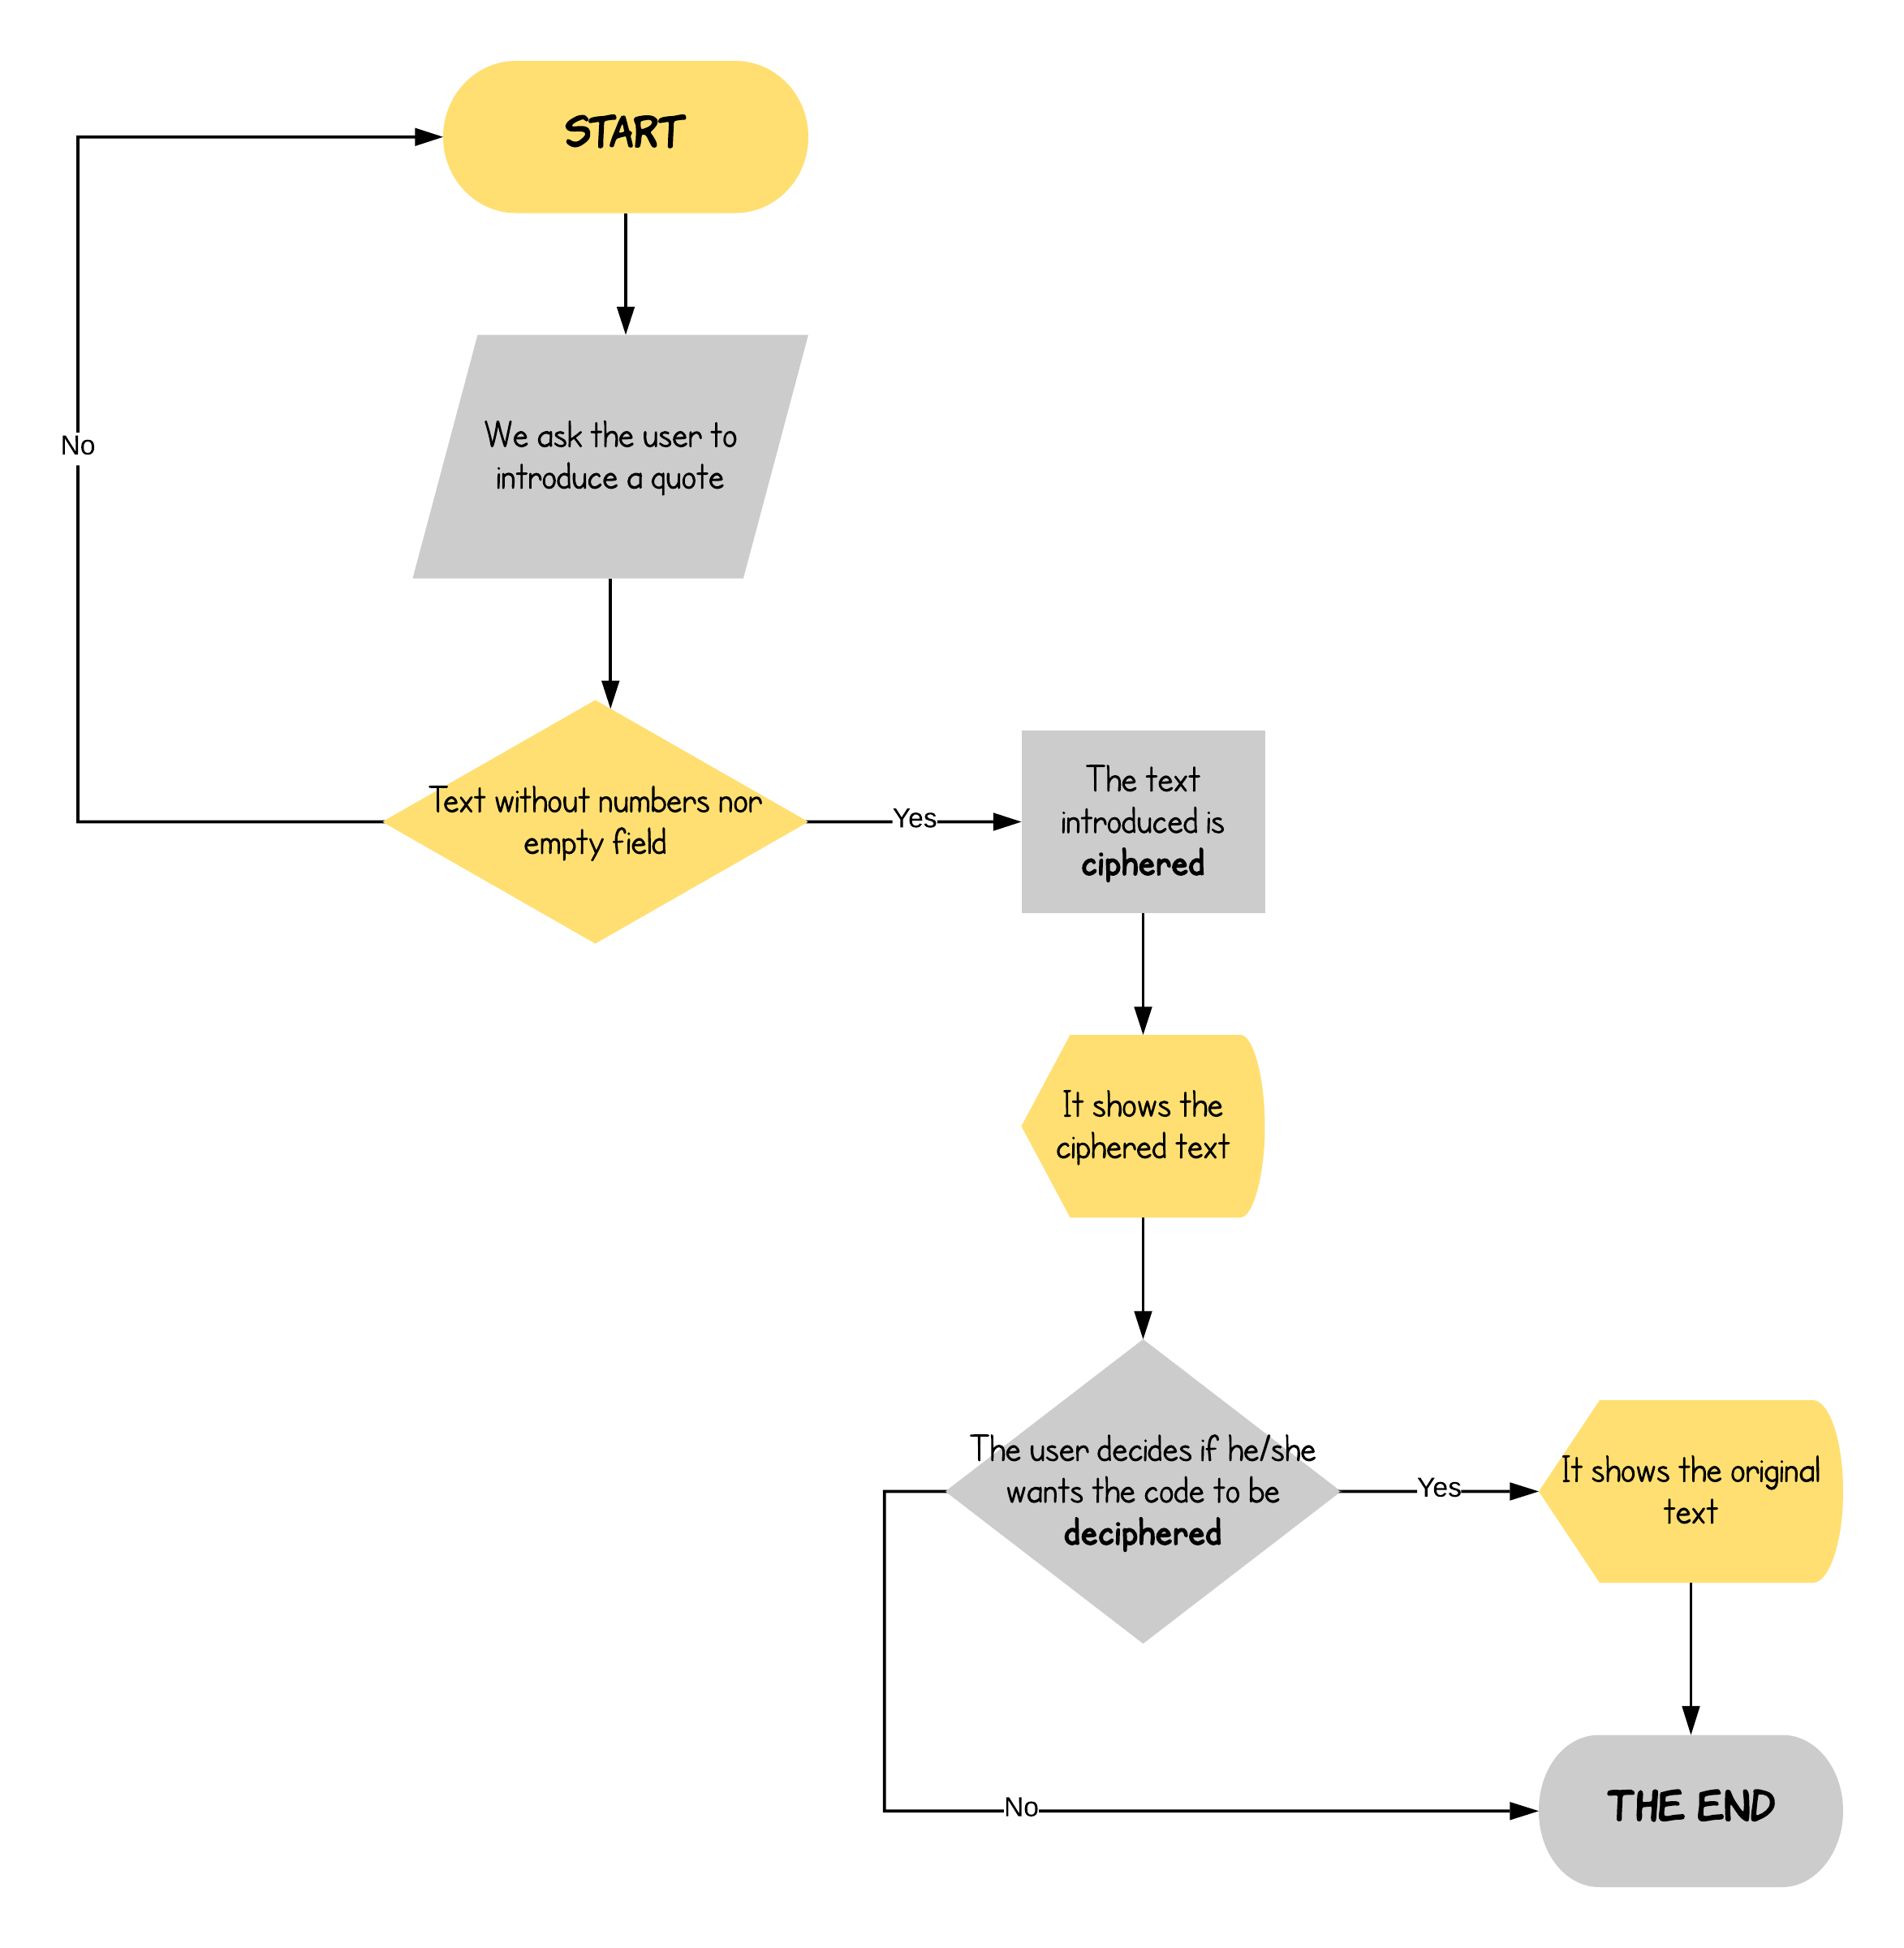 START
We ask the user to
introduce a quote
No
Text without numbers nor
empty field
Yes
The text
introduced is
ciphered
It shows the
ciphered text
The user decides if he/she
wants the code to be
deciphered
Yes
It shows the original
text
No
THE END